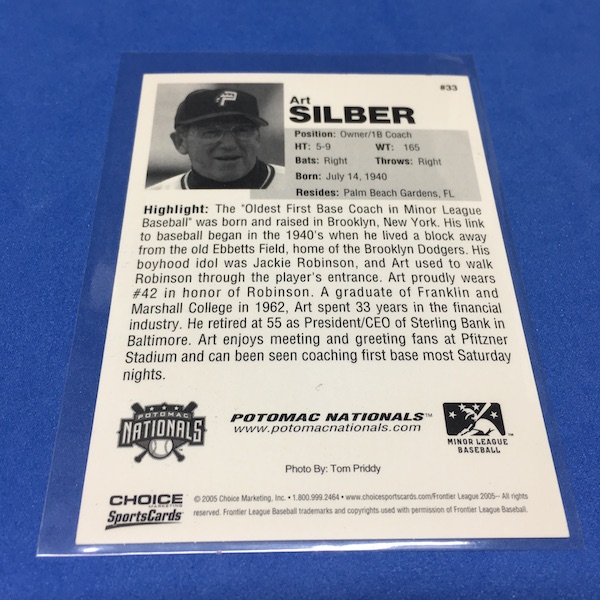 #33
P
Art
SILBER
Position: Owner/1B Coach
HT: 5-9 WT: 165
Bats: Right Throws: Right
Born: July 14, 1940
Resides: Palm Beach Gardens, FL
Highlight: The "Oldest First Base Coach in Minor League
Baseball" was born and raised in Brooklyn, New York. His link
to baseball began in the 1940's when he lived a block away
from the old Ebbetts Field, home of the Brooklyn Dodgers. His
boyhood idol was Jackie Robinson, and Art used to walk
Robinson through the player's entrance. Art proudly wears
#42 in honor of Robinson. A graduate of Franklin and
Marshall College in 1962, Art spent 33 years in the financial
industry. He retired at 55 as President/CEO of Sterling Bank in
Baltimore. Art enjoys meeting and greeting fans at Pfitzner
Stadium and can been seen coaching first base most Saturday
nights.
POTOMAC
NATIONALS
POTOMAC NATIONALS™
www.potomacnationals.com
MINOR LEAGUE
BASEBALL
Photo By: Tom Priddy
CHOICE
MARKETING
SportsCards
© 2005 Choice Marketing, Inc. • 1.800.999.2464 • www.choicesportscards.com/Frontier League 2005-- All rights
reserved. Frontier League Baseball trademarks and copyrights used with permission of Frontier League Baseball.